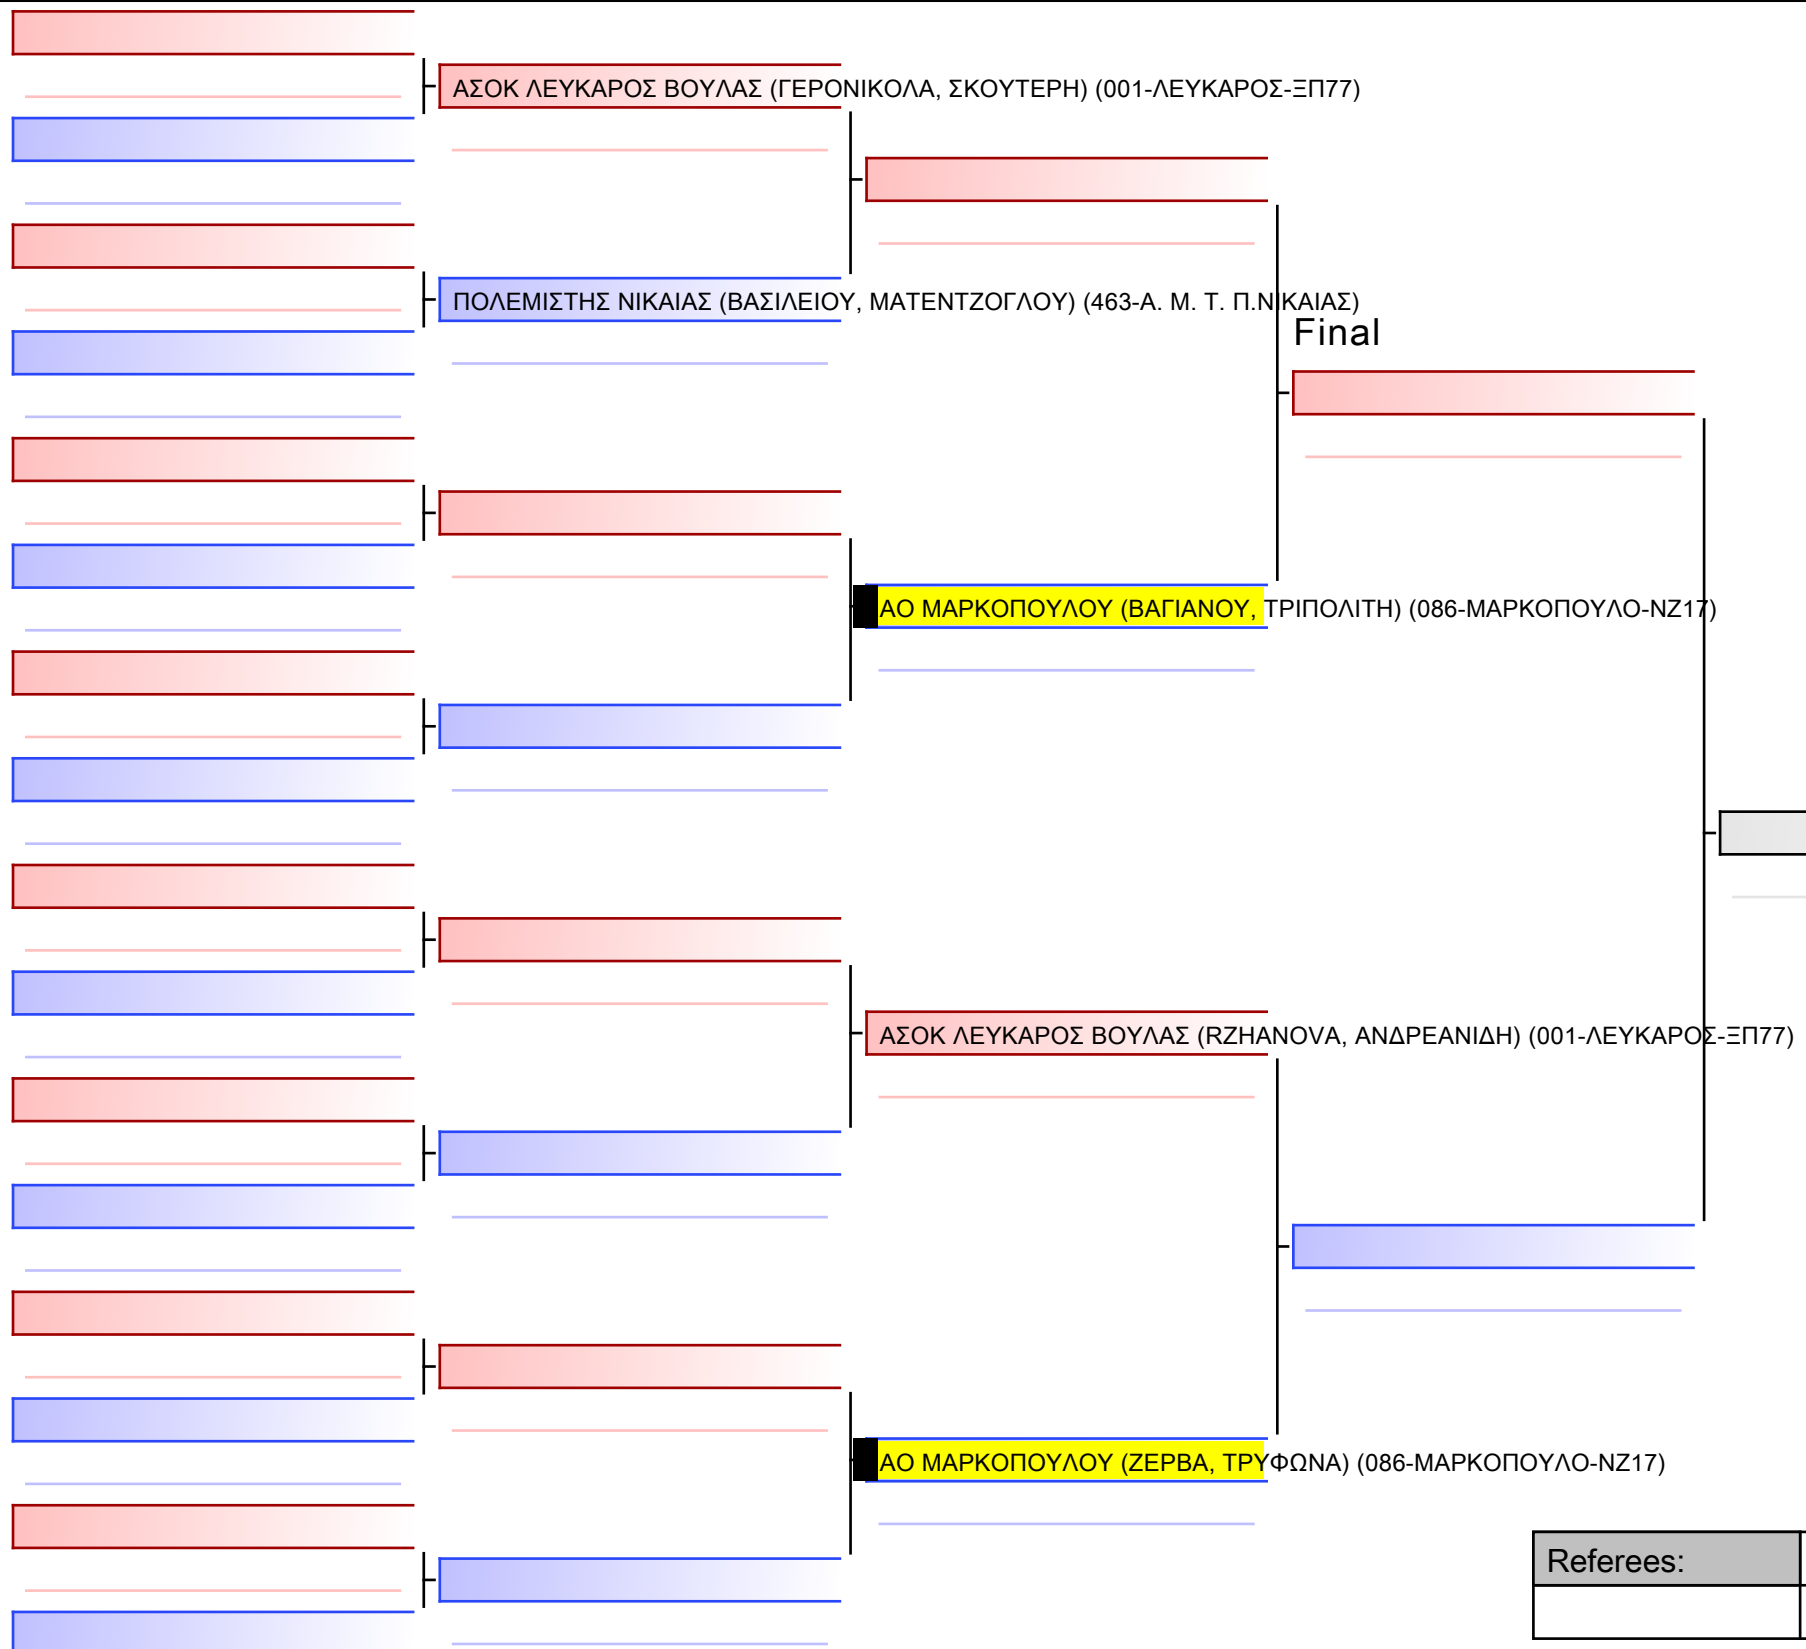 ΑΣΟΚ ΛΕΥΚΑΡΟΣ ΒΟΥΛΑΣ (ΓΕΡΟΝΙΚΟΛΑ, ΣΚΟΥΤΕΡΗ) (001-ΛΕΥΚΑΡΟΣ-ΞΠ77)
ΠΟΛΕΜΙΣΤΗΣ ΝΙΚΑΙΑΣ (ΒΑΣΙΛΕΙΟΥ, ΜΑΤΕΝΤΖΟΓΛΟΥ) (463-Α. Μ. Τ. Π.ΝΙΚΑΙΑΣ)
Final
ΑΟ ΜΑΡΚΟΠΟΥΛΟΥ (ΒΑΓΙΑΝΟΥ, ΤΡΙΠΟΛΙΤΗ) (086-ΜΑΡΚΟΠΟΥΛΟ-ΝΖ17)
ΑΣΟΚ ΛΕΥΚΑΡΟΣ ΒΟΥΛΑΣ (RZHANOVA, ΑΝΔΡΕΑΝΙΔΗ) (001-ΛΕΥΚΑΡΟΣ-ΞΠ77)
ΑΟ ΜΑΡΚΟΠΟΥΛΟΥ (ΖΕΡΒΑ, ΤΡΥΦΩΝΑ) (086-ΜΑΡΚΟΠΟΥΛΟ-ΝΖ17)
Referees: